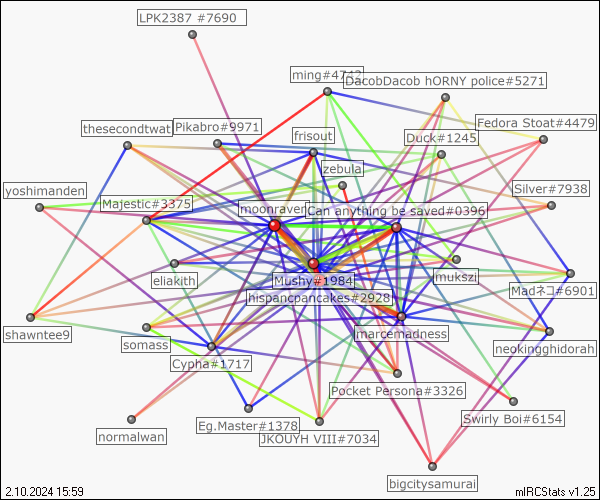 LPK2387 #7690
ming#4742
DacobDacob hORNY police#5271
thesecondtwat
Pikabro#9971
frisout
Duck#1245
Fedora Stoat#4479
zebula
yoshimanden
Majestic#3375
moonraven
Can anything be saved#0396
Silver#7938
eliakith
Mushy#1984
mukszi
Madネコ#6901
hispancpancakes#2928
shawntee9
somass
marcemadness
neokingghidorah
Cypha#1717
Pocket Persona#3326
normalwan
Eg.Master#1378
JKOUYH VIII#7034
Swirly Boi#6154
bigcitysamurai
2.10.2024 15:59
mIRCStats v1.25